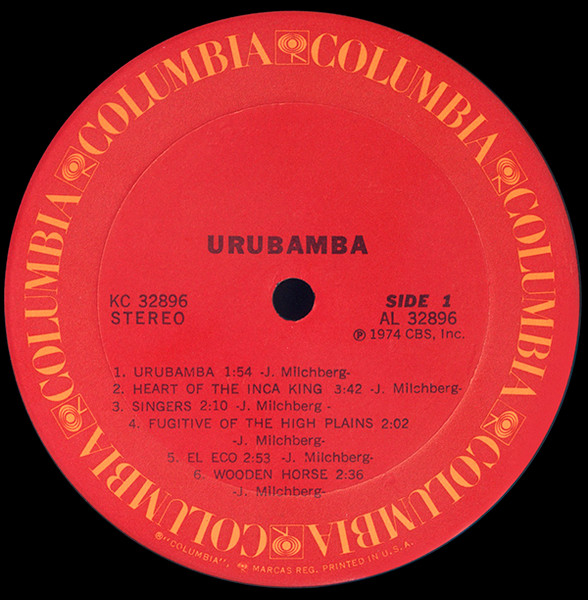 COLUMBIA
COLUMBIA
COLUMBIA
COLUMBIA
COLUMBIA
COLUMBIA
URUBAMBA
KC 32896
STEREO
SIDE 1
AL 32896
Ⓟ 1974 CBS, Inc.
1. URUBAMBA 1:54 -J. Milchberg-
2. HEART OF THE INCA KING 3:42 -J. Milchberg-
3. SINGERS 2:10 -J. Milchberg -
4. FUGITIVE OF THE HIGH PLAINS 2:02
-J. Milchberg-
5. EL ECO 2:53 -J. Milchberg-
6. WOODEN HORSE 2:36
-J. Milchberg-
®"COLUMBIA", MARCAS REG. PRINTED IN U.S.A.